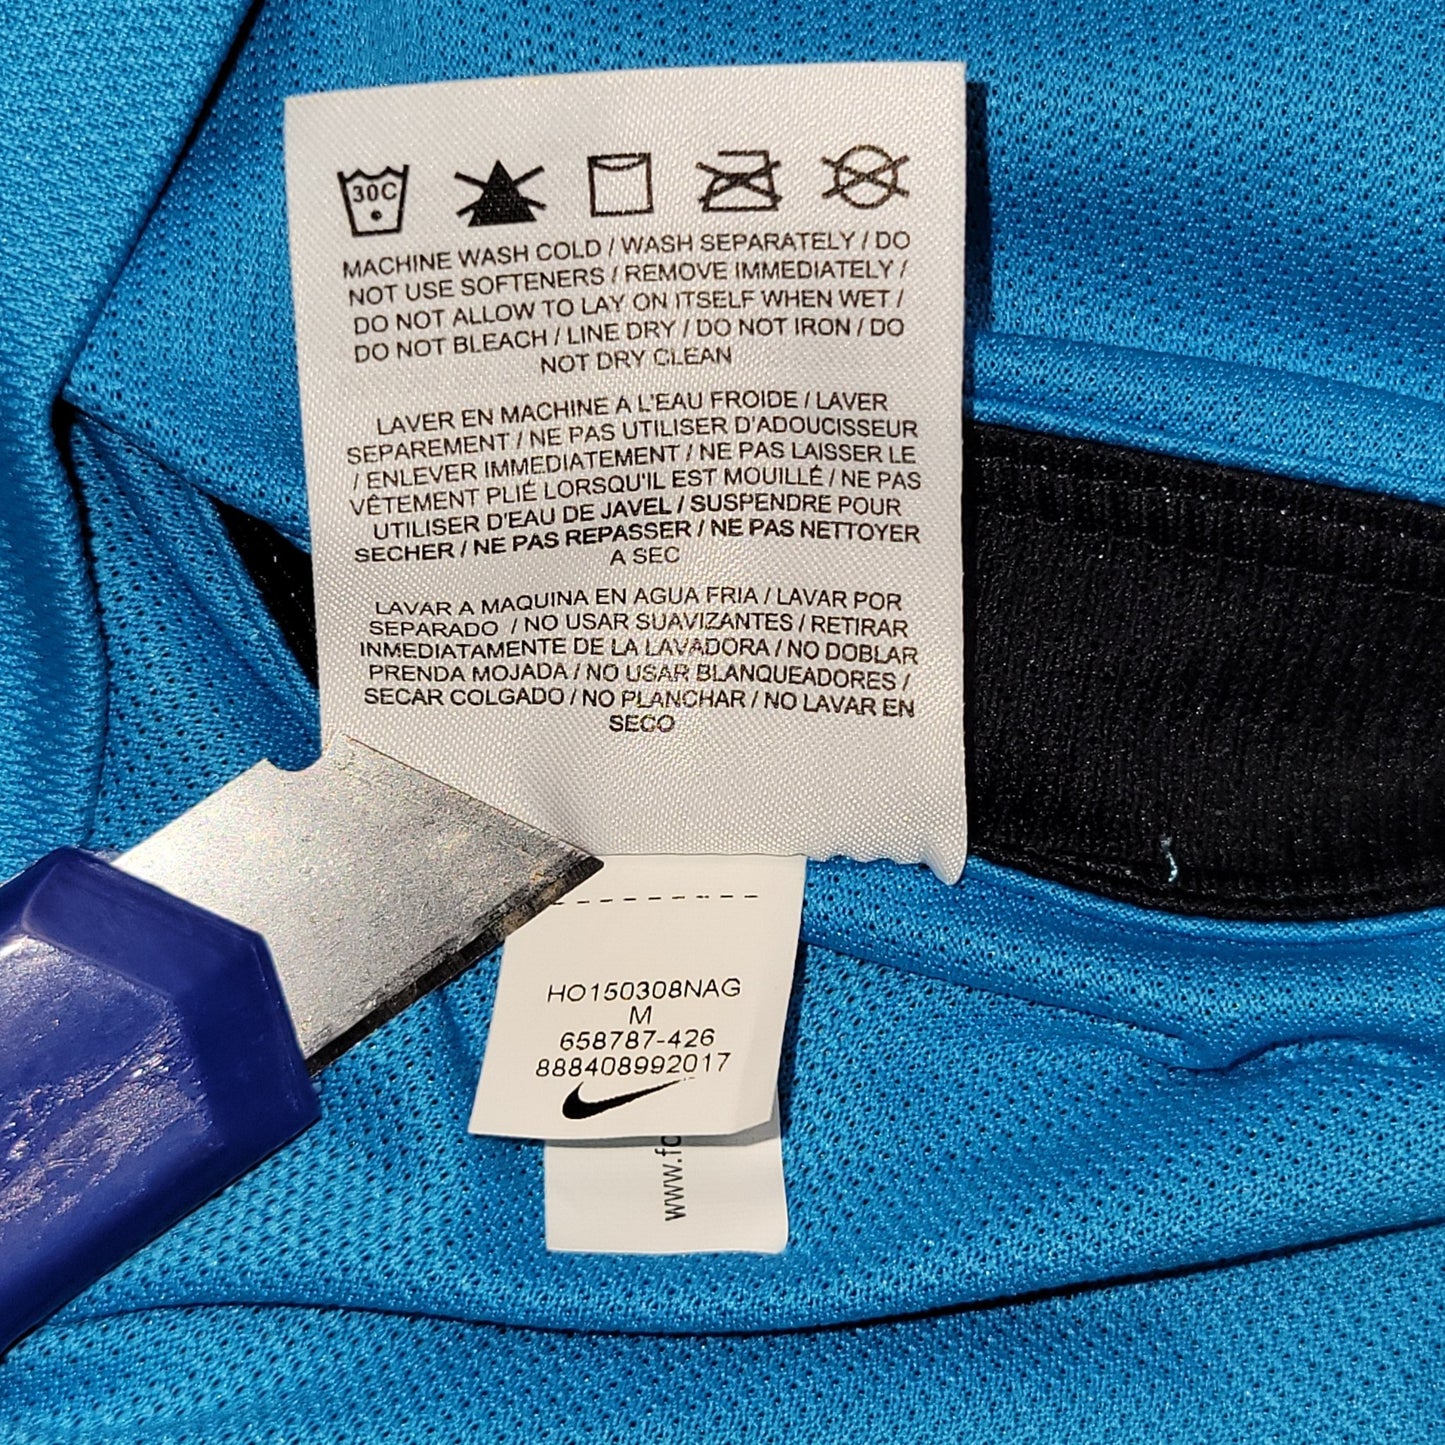 30C
MACHINE WASH COLD / WASH SEPARATELY / DO
NOT USE SOFTENERS / REMOVE IMMEDIATELY /
DO NOT ALLOW TO LAY ON ITSELF WHEN WET /
DO NOT BLEACH / LINE DRY / DO NOT IRON / DO
NOT DRY CLEAN
LAVER EN MACHINE A L'EAU FROIDE / LAVER
SEPAREMENT / NE PAS UTILISER D'ADOUCISSEUR
/ ENLEVER IMMEDIATEMENT / NE PAS LAISSER LE
VÊTEMENT PLIÉ LORSQU'IL EST MOUILLÉ / NE PAS
UTILISER D'EAU DE JAVEL / SUSPENDRE POUR
SECHER / NE PAS REPASSER / NE PAS NETTOYER
A SEC
LAVAR A MAQUINA EN AGUA FRIA / LAVAR POR
SEPARADO / NO USAR SUAVIZANTES / RETIRAR
INMEDIATAMENTE DE LA LAVADORA / NO DOBLAR
PRENDA MOJADA / NO USAR BLANQUEADORES /
SECAR COLGADO / NO PLANCHAR / NO LAVAR EN
SECO
HO150308NAG
M
658787-426
888408992017